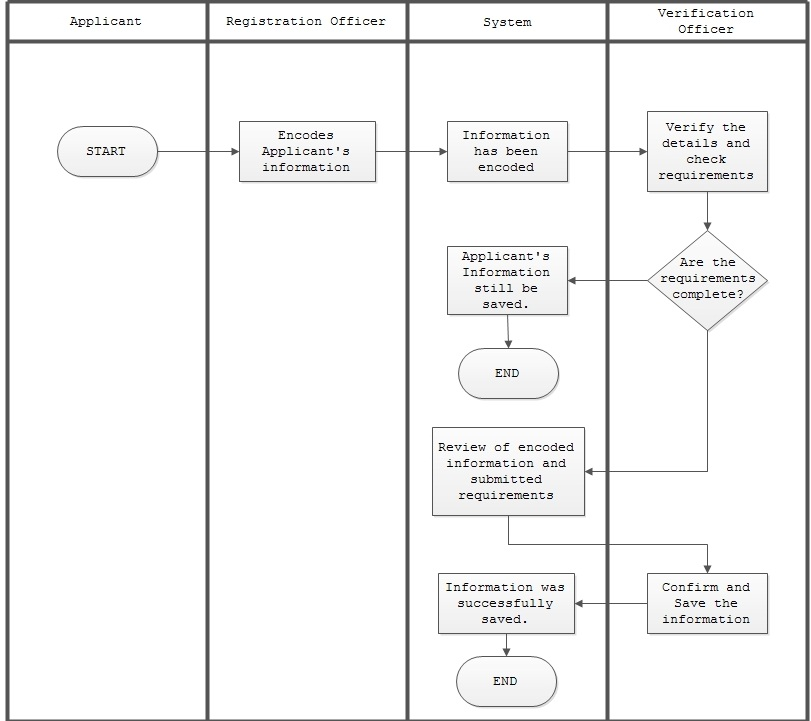 Applicant
Registration Officer
System
Verification
Officer
START
Encodes
Applicant's
information
Information
has been
encoded
Verify the
details and
check
requirements
Applicant's
Information
still be
saved.
Are the
requirements
complete?
END
Review of encoded
information and
submitted
requirements
Information was
successfully
saved.
Confirm and
Save the
information
END